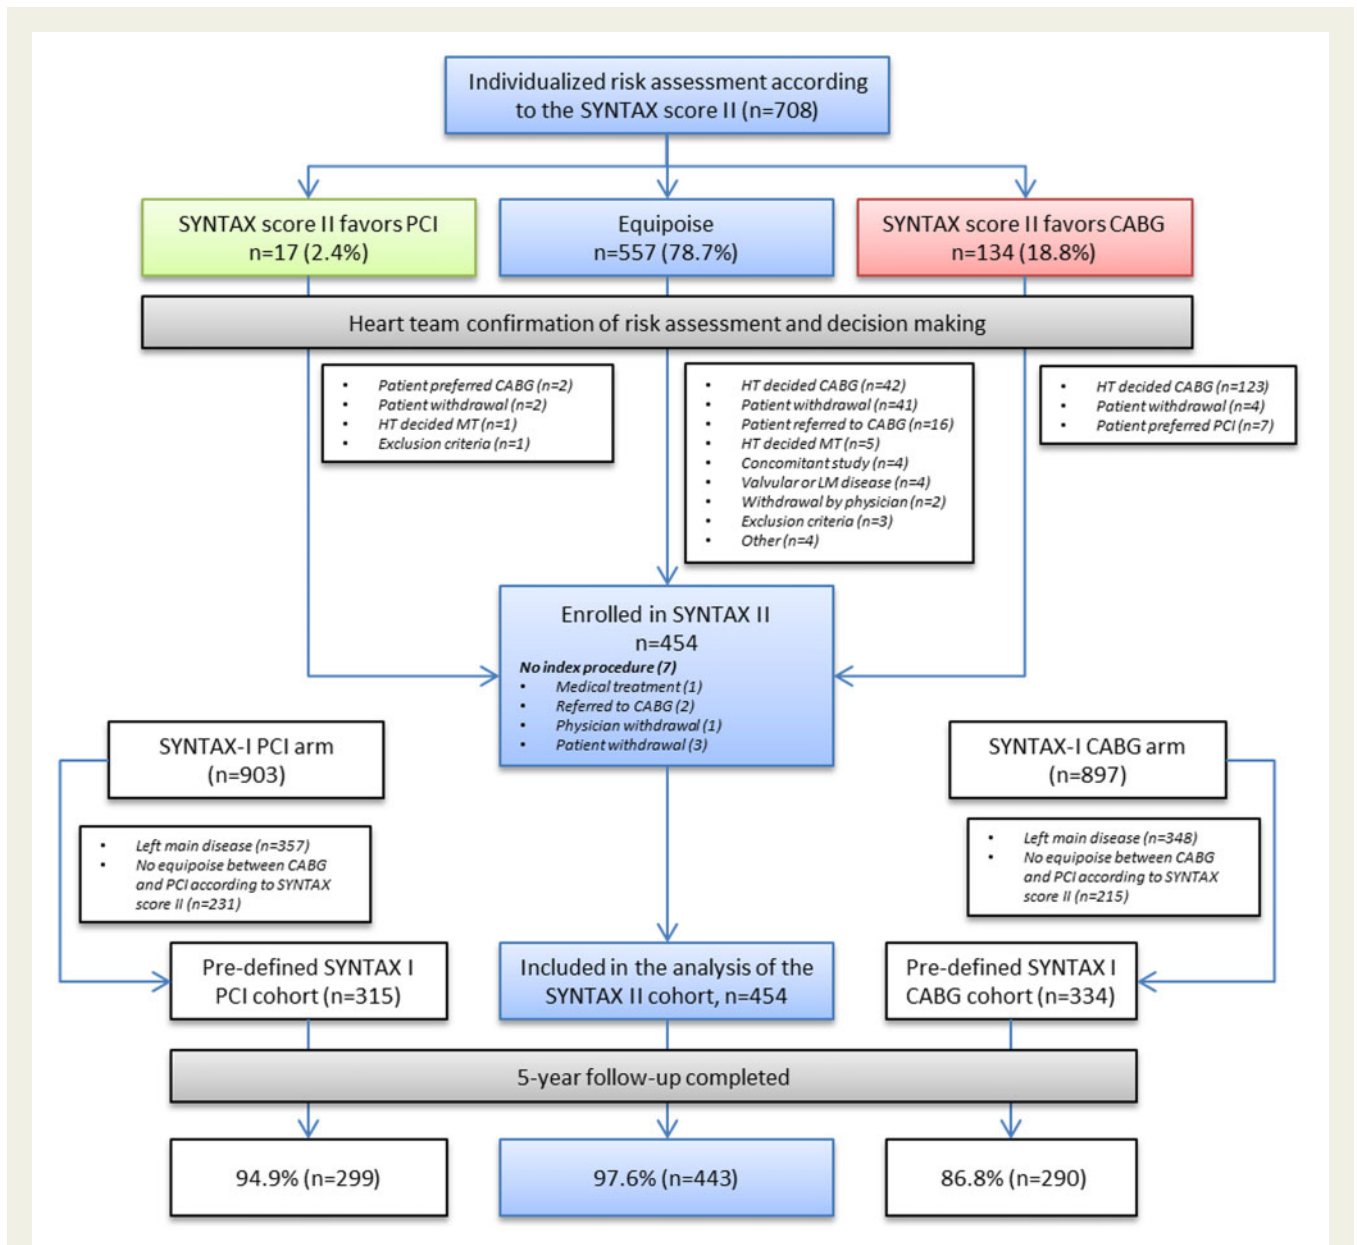 Individualized risk assessment according
to the SYNTAX score II (n=708)
SYNTAX score II favors PCI
n=17 (2.4%)
Equipoise
n=557 (78.7%)
SYNTAX score II favors CABG
n=134 (18.8%)
Heart team confirmation of risk assessment and decision making
• Patient preferred CABG (n=2)
• Patient withdrawal (n=2)
• HT decided MT (n=1)
• Exclusion criteria (n=1)
• HT decided CABG (n=42)
• Patient withdrawal (n=41)
• Patient referred to CABG (n=16)
• HT decided MT (n=5)
• Concomitant study (n=4)
• Valvular or LM disease (n=4)
• Withdrawal by physician (n=2)
• Exclusion criteria (n=3)
• Other (n=4)
• HT decided CABG (n=123)
• Patient withdrawal (n=4)
• Patient preferred PCI (n=7)
Enrolled in SYNTAX II
n=454
No index procedure (7)
• Medical treatment (1)
• Referred to CABG (2)
• Physician withdrawal (1)
• Patient withdrawal (3)
SYNTAX-I PCI arm
(n=903)
SYNTAX-I CABG arm
(n=897)
• Left main disease (n=357)
• No equipoise between CABG
and PCI according to SYNTAX
score II (n=231)
• Left main disease (n=348)
• No equipoise between CABG
and PCI according to SYNTAX
score II (n=215)
Pre-defined SYNTAX I
PCI cohort (n=315)
Included in the analysis of the
SYNTAX II cohort, n=454
Pre-defined SYNTAX I
CABG cohort (n=334)
5-year follow-up completed
94.9% (n=299)
97.6% (n=443)
86.8% (n=290)